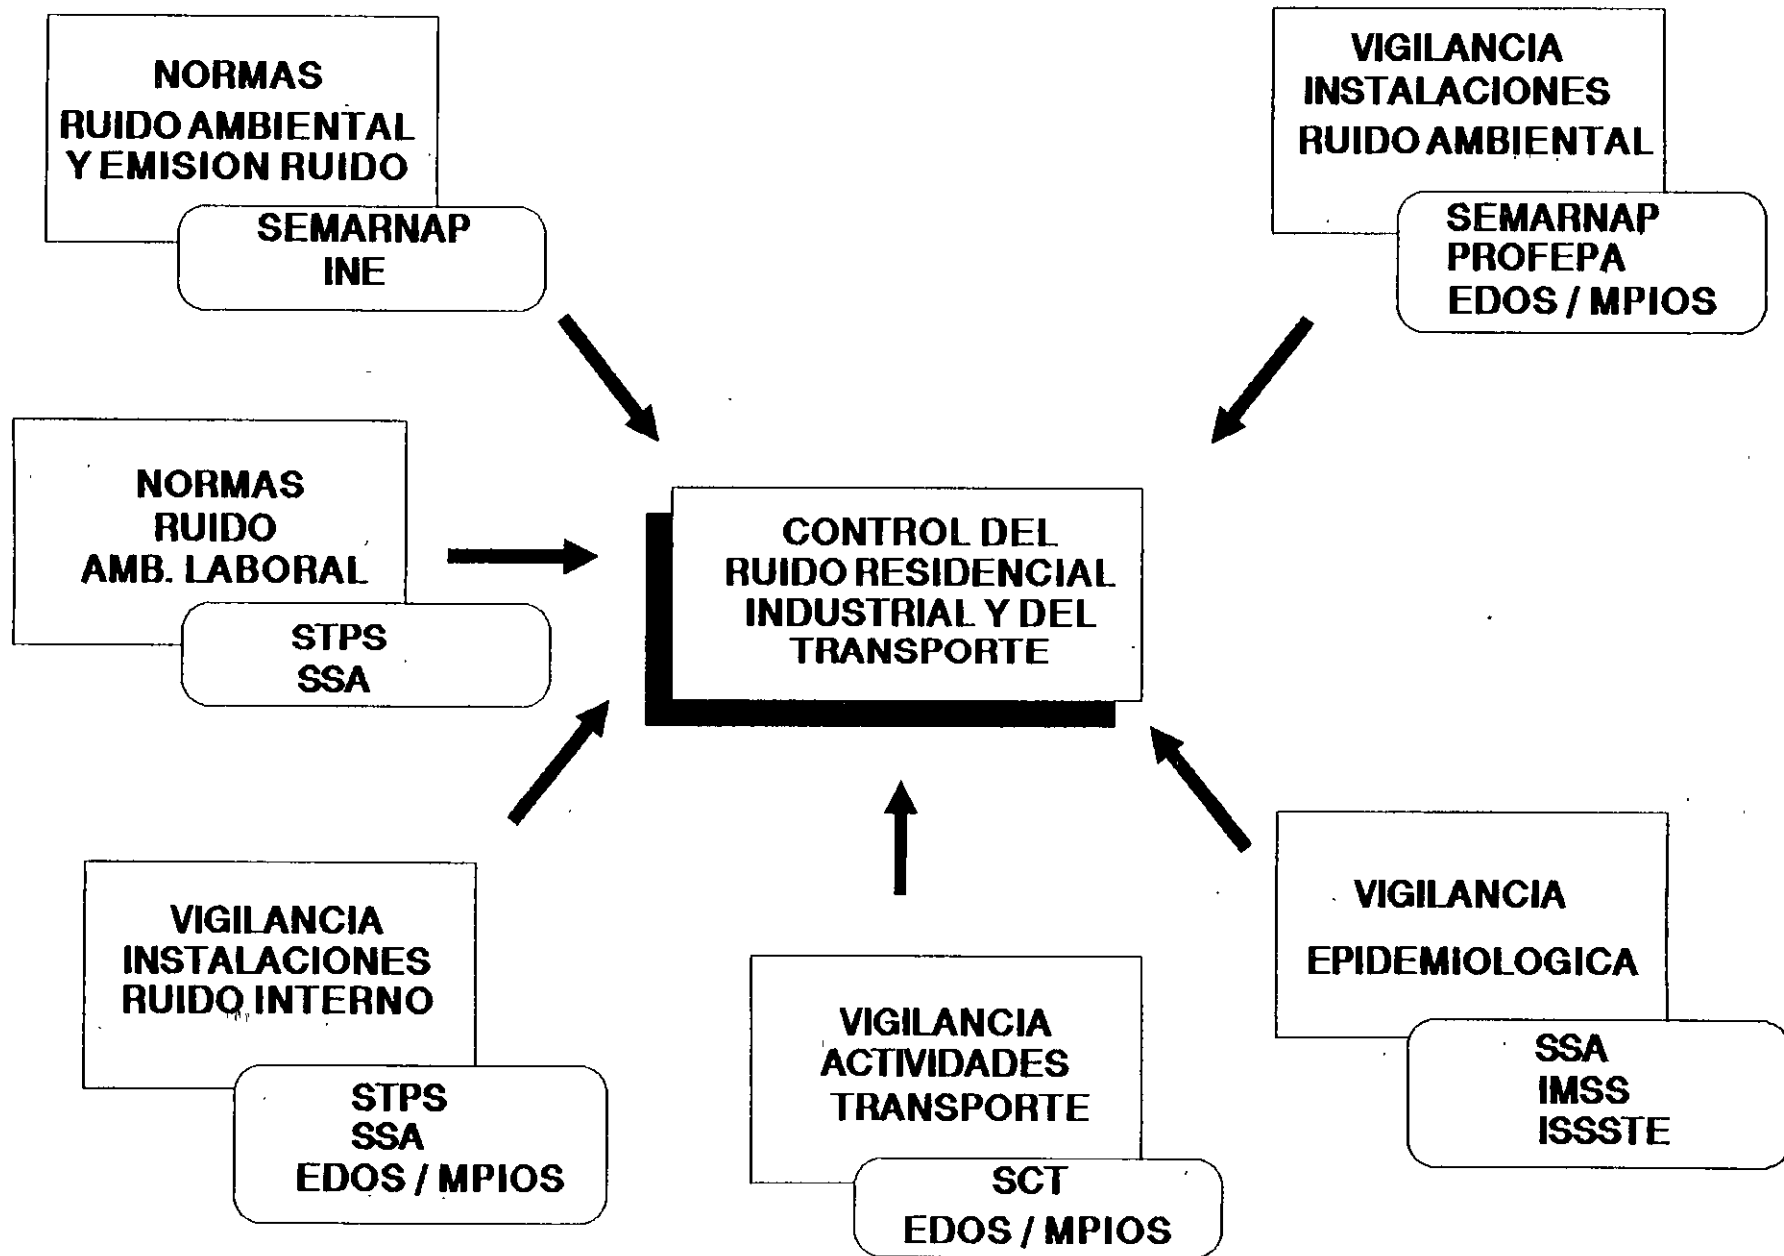 NORMAS
RUIDO AMBIENTAL
Y EMISION RUIDO
SEMARNAP
INE
VIGILANCIA
INSTALACIONES
RUIDO AMBIENTAL
SEMARNAP
PROFEPA
EDOS / MPIOS
NORMAS
RUIDO
AMB. LABORAL
STPS
SSA
CONTROL DEL
RUIDO RESIDENCIAL
INDUSTRIAL Y DEL
TRANSPORTE
VIGILANCIA
INSTALACIONES
RUIDO INTERNO
STPS
SSA
EDOS / MPIOS
VIGILANCIA
ACTIVIDADES
TRANSPORTE
SCT
EDOS / MPIOS
VIGILANCIA
EPIDEMIOLOGICA
SSA
IMSS
ISSSTE